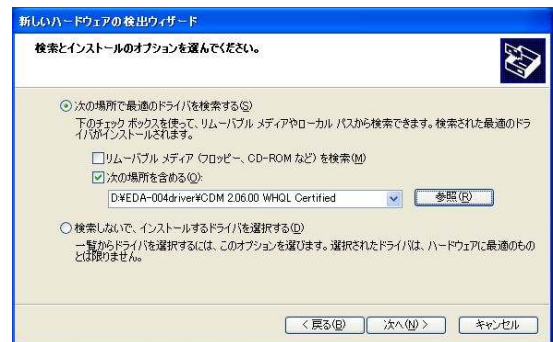 新しいハードウェアの検出ウィザード
検索とインストールのオプションを選んでください。
次の場所で最適のドライバを検索する(S)
下のチェック ボックスを使って、リムーバブル メディアやローカル パスから検索できます。検索された最適のドラ
イバがインストールされます。
リムーバブル メディア (フロッピー、CD-ROM など) を検索(M)
次の場所を含める(O):
D:¥EDA-004driver¥CDM 2.06.00 WHQL Certified
参照(R)
検索しないで、インストールするドライバを選択する(D)
一覧からドライバを選択するには、このオプションを選びます。選択されたドライバは、ハードウェアに最適のもの
とは限りません。
< 戻る(B)
次へ(N) >
キャンセル